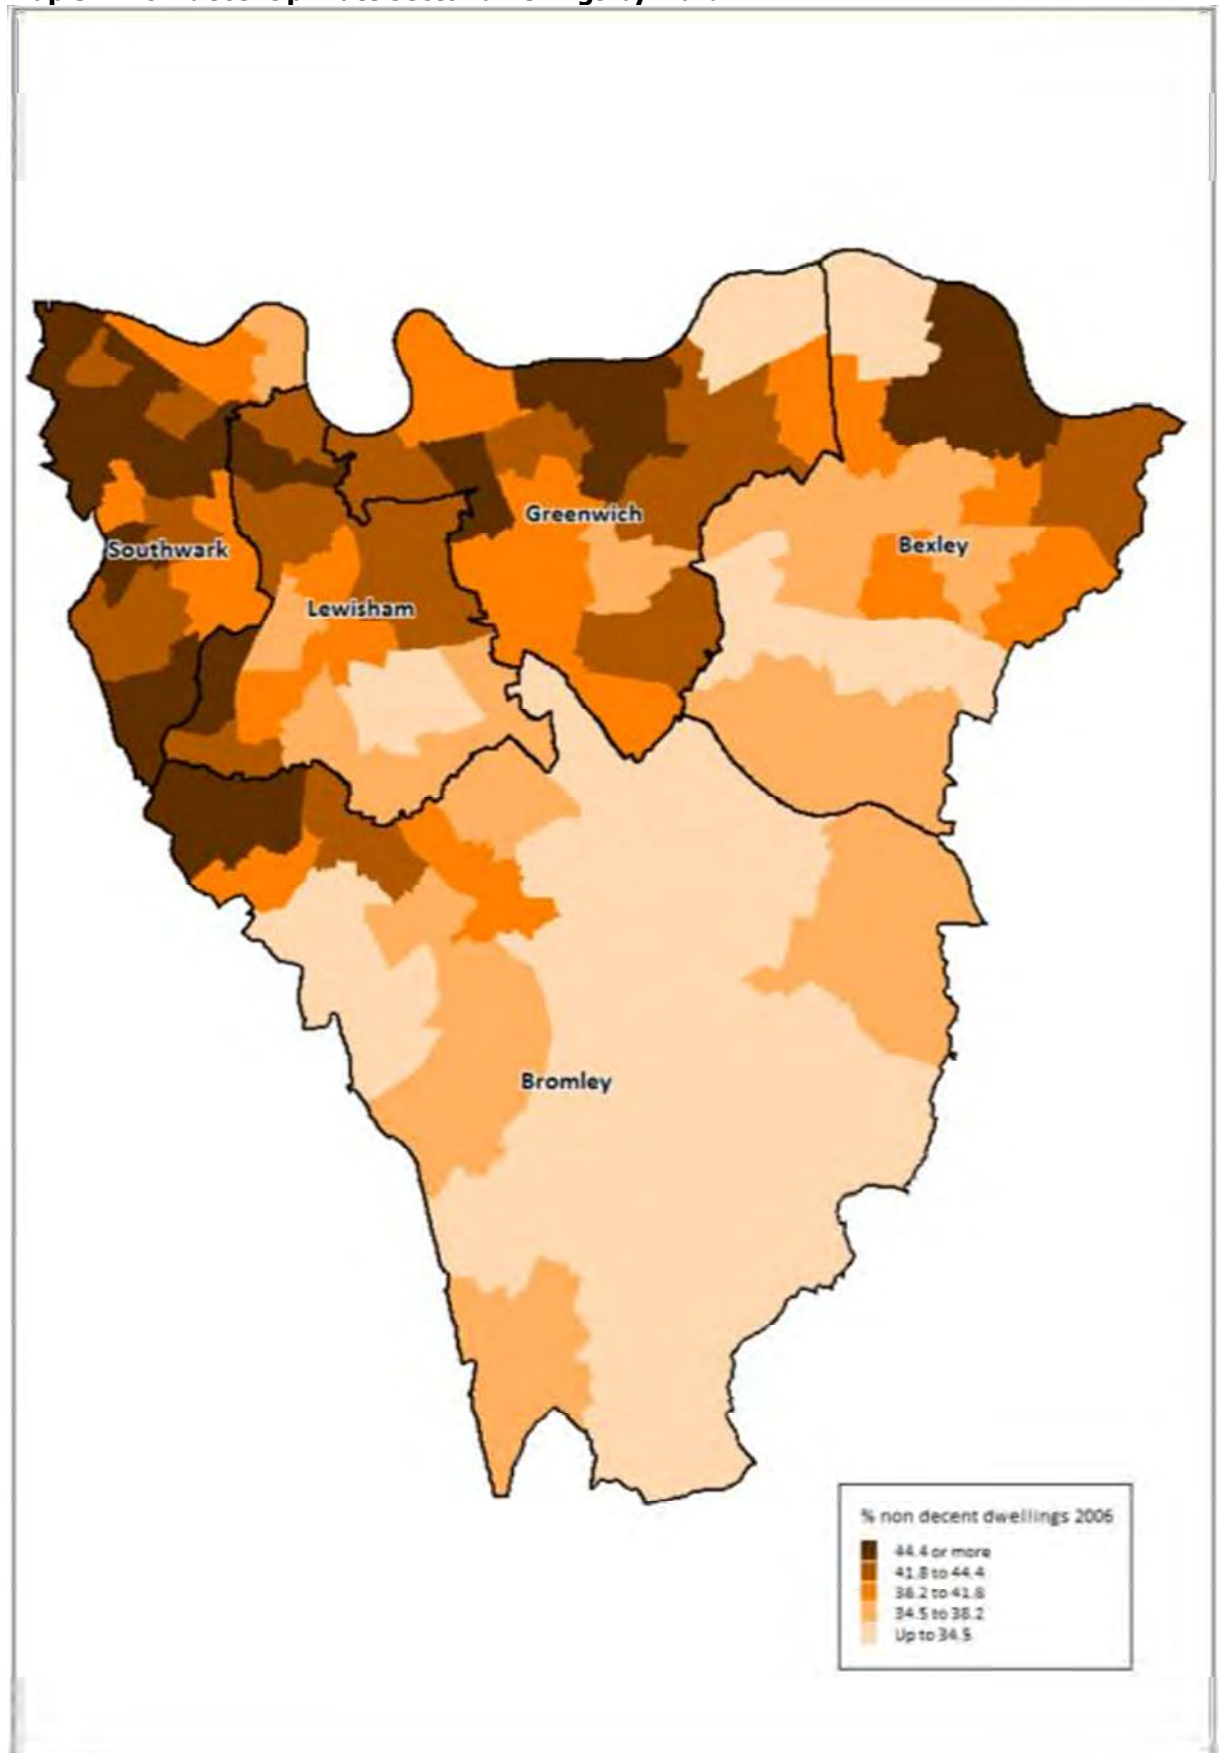 Southwark
Greenwich
Bexley
Lewisham
Bromley
% non decent dwellings 2006
44.4 or more
41.8 to 44.4
38.2 to 41.8
34.5 to 38.2
Up to 34.5